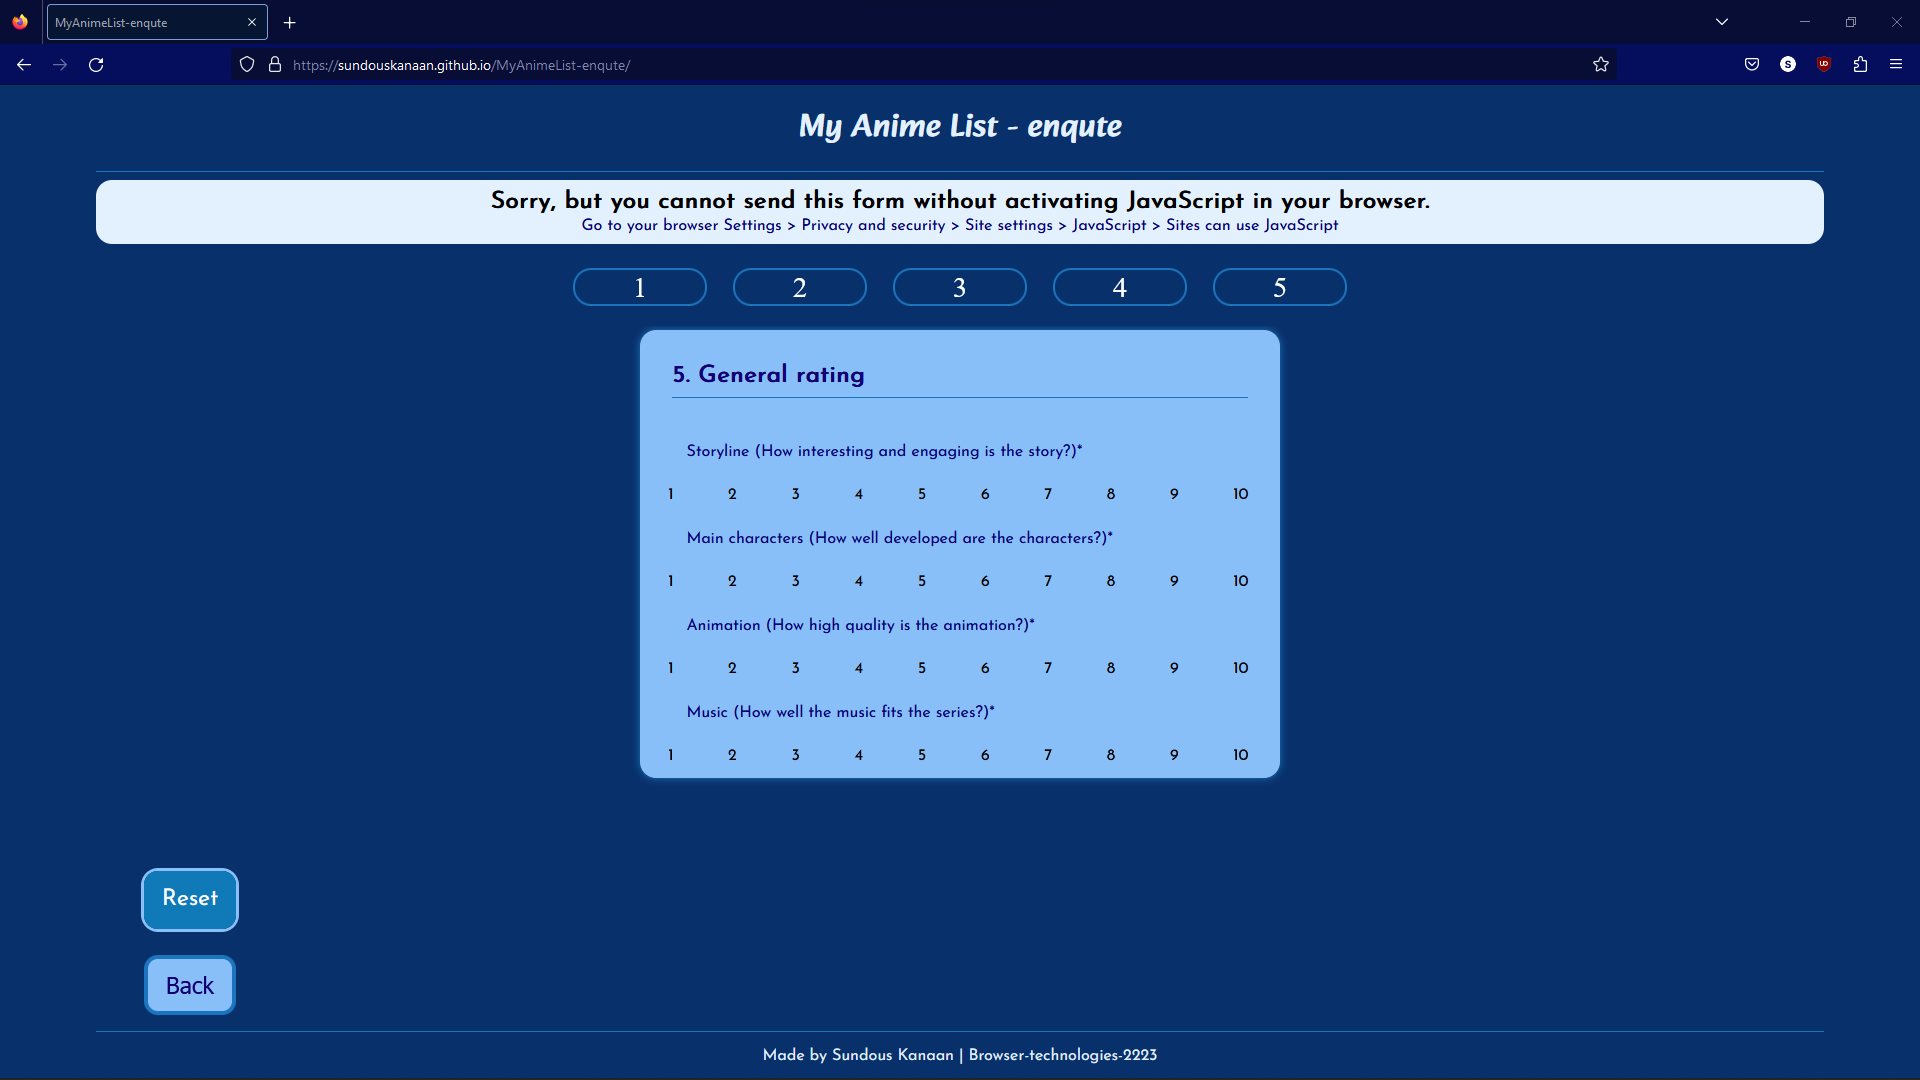 MyAnimeList-enqute
https://sundouskanaan.github.io/MyAnimeList-enqute/
S
UD
My Anime List - enqute
Sorry, but you cannot send this form without activating JavaScript in your browser.
Go to your browser Settings > Privacy and security > Site settings > JavaScript > Sites can use JavaScript
1 2 3 4 5
5. General rating
Storyline (How interesting and engaging is the story?)*
1 2 3 4 5 6 7 8 9 10
Main characters (How well developed are the characters?)*
1 2 3 4 5 6 7 8 9 10
Animation (How high quality is the animation?)*
1 2 3 4 5 6 7 8 9 10
Music (How well the music fits the series?)*
1 2 3 4 5 6 7 8 9 10
Reset
Back
Made by Sundous Kanaan | Browser-technologies-2223